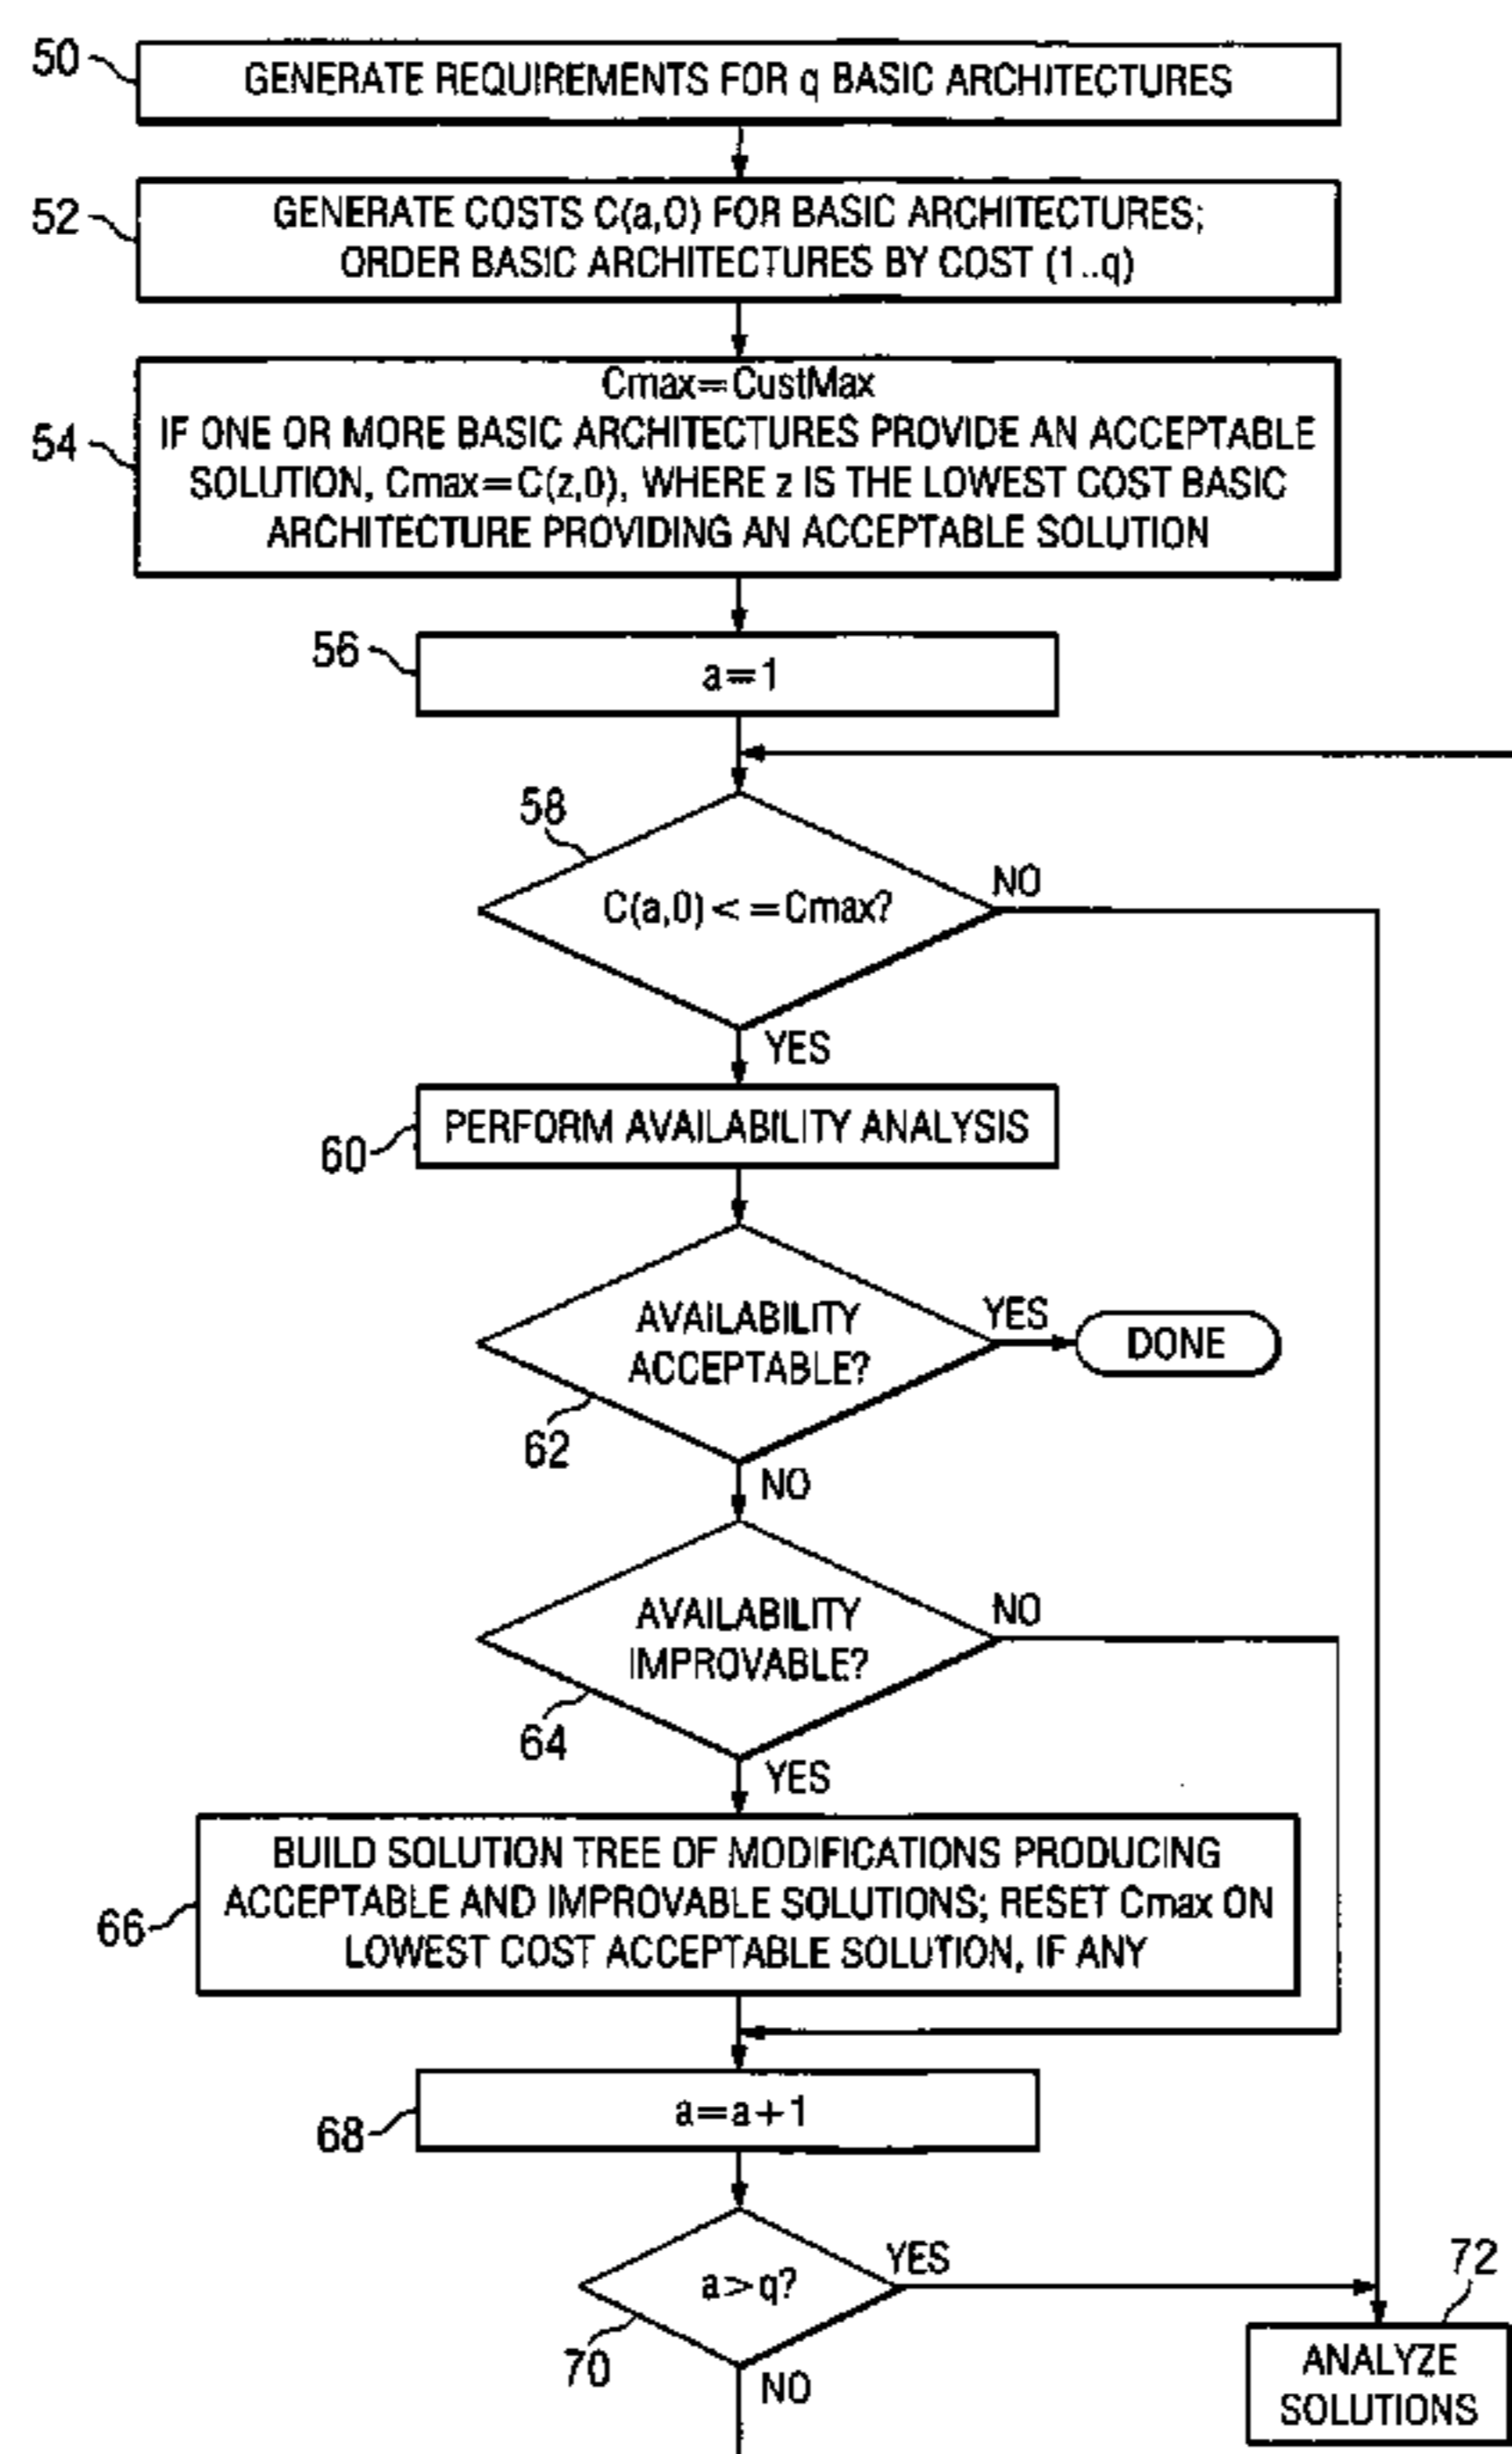 50
GENERATE REQUIREMENTS FOR q BASIC ARCHITECTURES
52
GENERATE COSTS C(a,0) FOR BASIC ARCHITECTURES;
ORDER BASIC ARCHITECTURES BY COST (1..q)
54
Cmax=CustMax
IF ONE OR MORE BASIC ARCHITECTURES PROVIDE AN ACCEPTABLE
SOLUTION, Cmax=C(z,0), WHERE z IS THE LOWEST COST BASIC
ARCHITECTURE PROVIDING AN ACCEPTABLE SOLUTION
56
a=1
58
C(a,0)<=Cmax?
NO
YES
60
PERFORM AVAILABILITY ANALYSIS
AVAILABILITY
ACCEPTABLE?
YES
DONE
62
NO
AVAILABILITY
IMPROVABLE?
NO
64
YES
66
BUILD SOLUTION TREE OF MODIFICATIONS PRODUCING
ACCEPTABLE AND IMPROVABLE SOLUTIONS; RESET Cmax ON
LOWEST COST ACCEPTABLE SOLUTION, IF ANY
68
a=a+1
a>q?
YES
70
NO
72
ANALYZE
SOLUTIONS